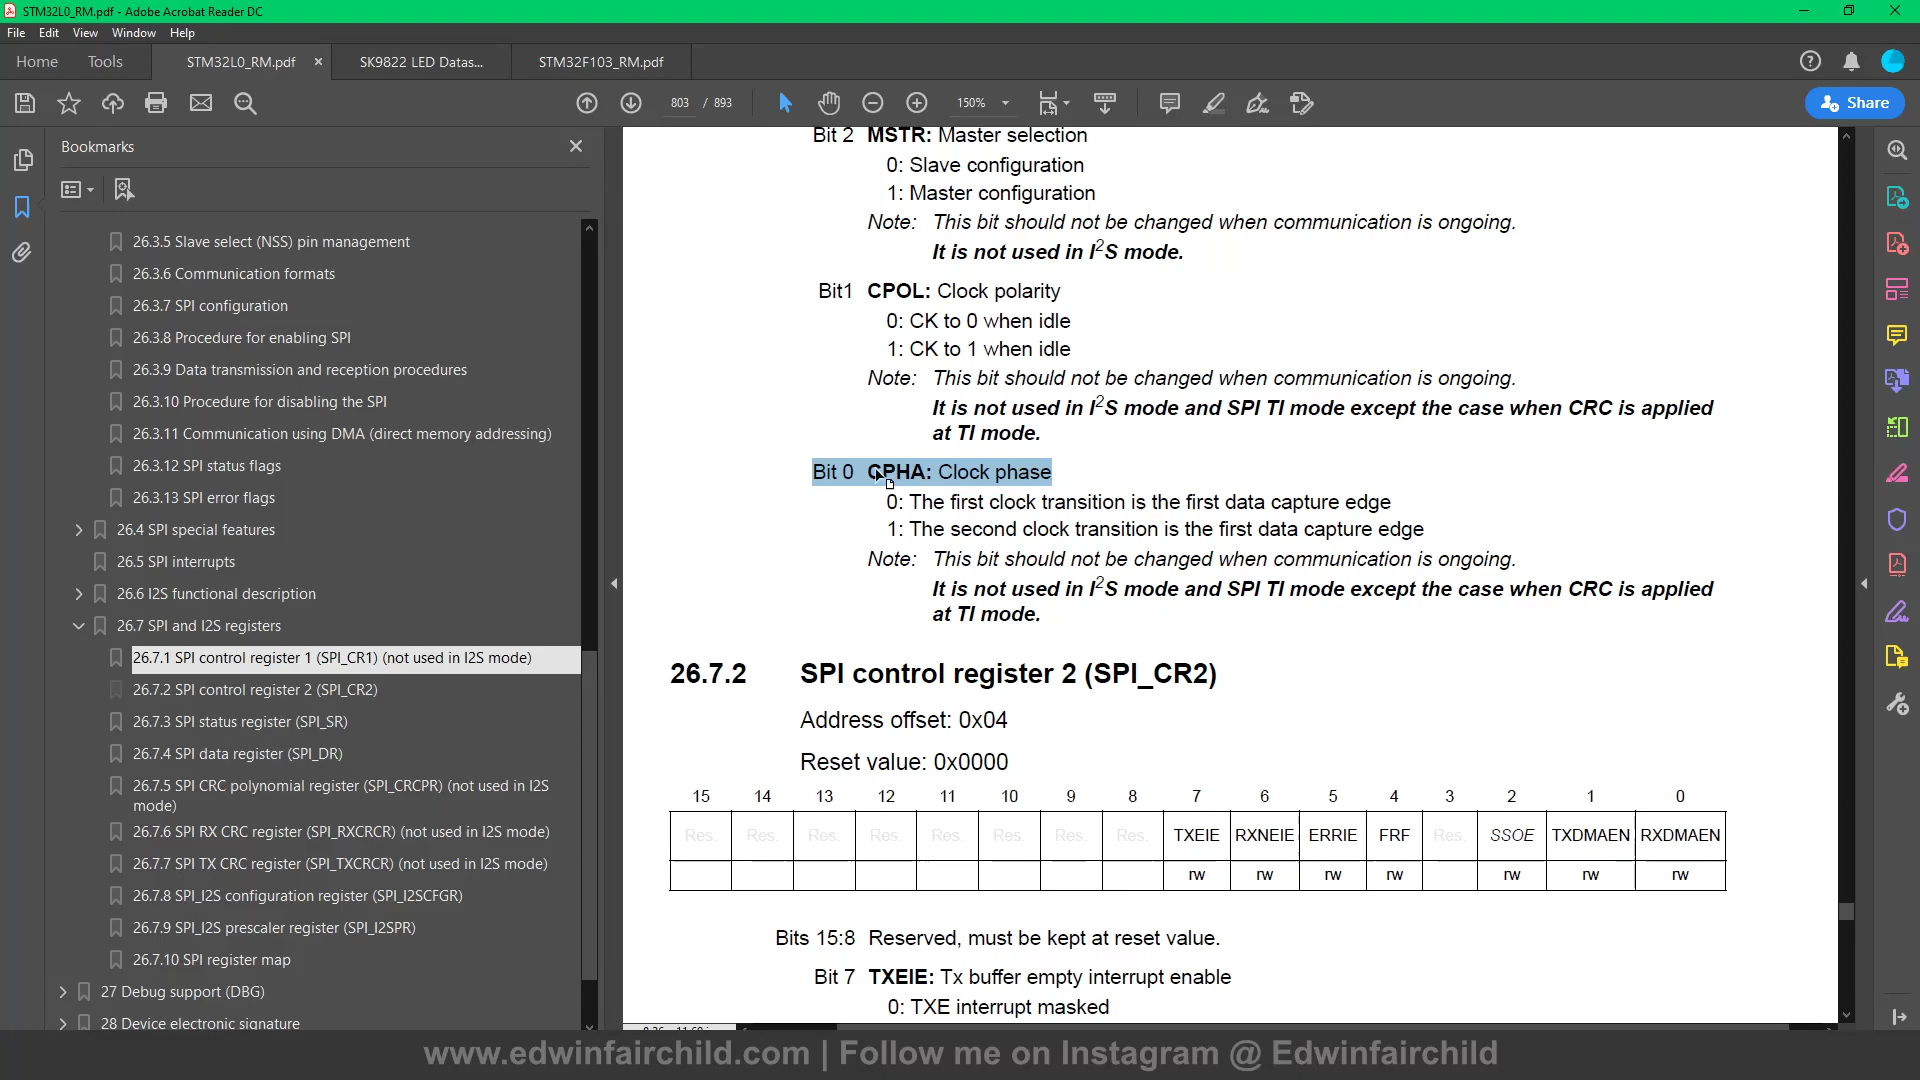 STM32L0_RM.pdf - Adobe Acrobat Reader DC
File Edit View Window Help
Home Tools STM32L0_RM.pdf × SK9822 LED Datas... STM32F103_RM.pdf
803 / 893 150% Share
Bookmarks
26.3.5 Slave select (NSS) pin management
26.3.6 Communication formats
26.3.7 SPI configuration
26.3.8 Procedure for enabling SPI
26.3.9 Data transmission and reception procedures
26.3.10 Procedure for disabling the SPI
26.3.11 Communication using DMA (direct memory addressing)
26.3.12 SPI status flags
26.3.13 SPI error flags
26.4 SPI special features
26.5 SPI interrupts
26.6 I2S functional description
26.7 SPI and I2S registers
26.7.1 SPI control register 1 (SPI_CR1) (not used in I2S mode)
26.7.2 SPI control register 2 (SPI_CR2)
26.7.3 SPI status register (SPI_SR)
26.7.4 SPI data register (SPI_DR)
26.7.5 SPI CRC polynomial register (SPI_CRCPR) (not used in I2S
mode)
26.7.6 SPI RX CRC register (SPI_RXCRCR) (not used in I2S mode)
26.7.7 SPI TX CRC register (SPI_TXCRCR) (not used in I2S mode)
26.7.8 SPI_I2S configuration register (SPI_I2SCFGR)
26.7.9 SPI_I2S prescaler register (SPI_I2SPR)
26.7.10 SPI register map
27 Debug support (DBG)
28 Device electronic signature
Bit 2 MSTR: Master selection
0: Slave configuration
1: Master configuration
Note: This bit should not be changed when communication is ongoing.
It is not used in I²S mode.
Bit1 CPOL: Clock polarity
0: CK to 0 when idle
1: CK to 1 when idle
Note: This bit should not be changed when communication is ongoing.
It is not used in I²S mode and SPI TI mode except the case when CRC is applied
at TI mode.
Bit 0 CPHA: Clock phase
0: The first clock transition is the first data capture edge
1: The second clock transition is the first data capture edge
Note: This bit should not be changed when communication is ongoing.
It is not used in I²S mode and SPI TI mode except the case when CRC is applied
at TI mode.
26.7.2 SPI control register 2 (SPI_CR2)
Address offset: 0x04
Reset value: 0x0000
15 14 13 12 11 10 9 8 7 6 5 4 3 2 1 0
Res. Res. Res. Res. Res. Res. Res. Res. TXEIE RXNEIE ERRIE FRF Res. SSOE TXDMAEN RXDMAEN
rw rw rw rw rw rw rw
Bits 15:8 Reserved, must be kept at reset value.
Bit 7 TXEIE: Tx buffer empty interrupt enable
0: TXE interrupt masked
www.edwinfairchild.com | Follow me on Instagram @ Edwinfairchild